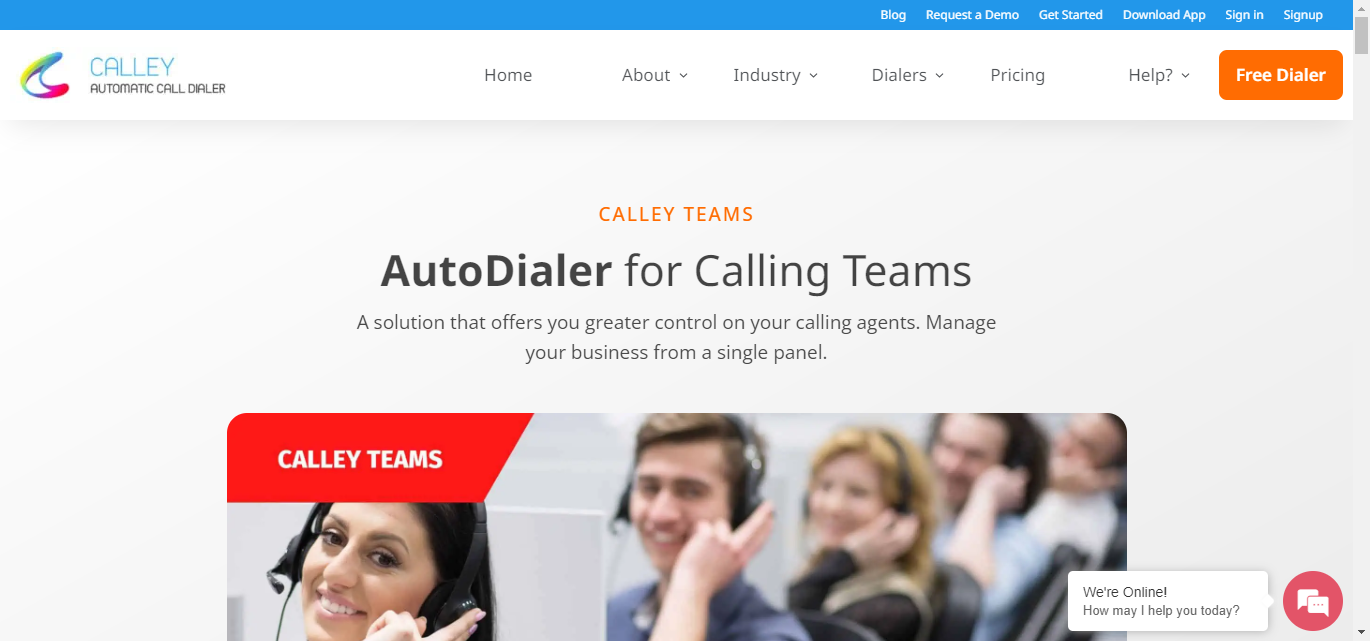 Blog Request a Demo Get Started Download App Sign in Signup
CALLEY
AUTOMATIC CALL DIALER
Home About Industry Dialers Pricing Help? Free Dialer
CALLEY TEAMS
AutoDialer for Calling Teams
A solution that offers you greater control on your calling agents. Manage
your business from a single panel.
CALLEY TEAMS
We're Online!
How may I help you today?